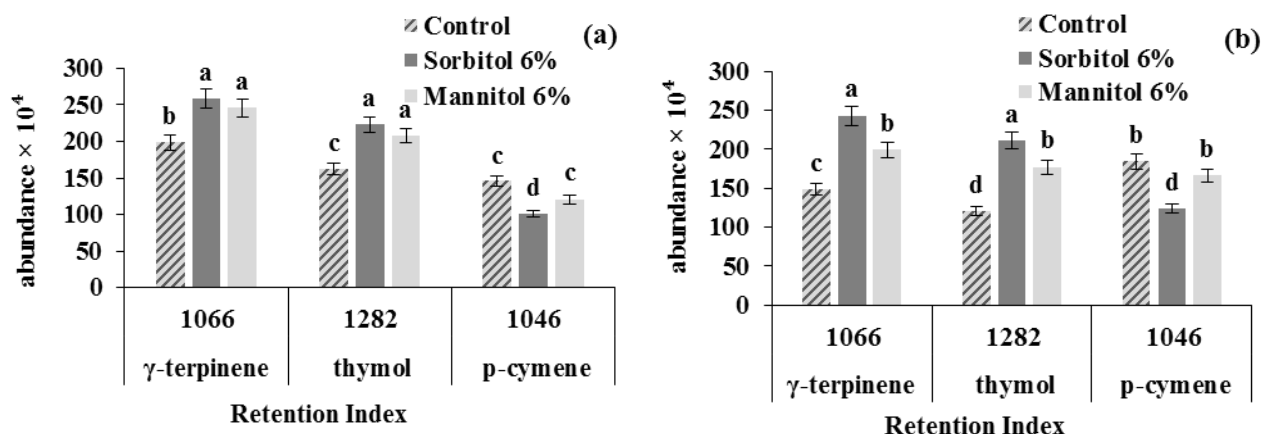 (a)
Control
Sorbitol 6%
Mannitol 6%
abundance × 10⁴
300
250
200
150
100
50
0
b a a
c a a
c d c
1066 1282 1046
γ-terpinene thymol p-cymene
Retention Index
(b)
Control
Sorbitol 6%
Mannitol 6%
abundance × 10⁴
300
250
200
150
100
50
0
c a b
d a b
b d b
1066 1282 1046
γ-terpinene thymol p-cymene
Retention Index